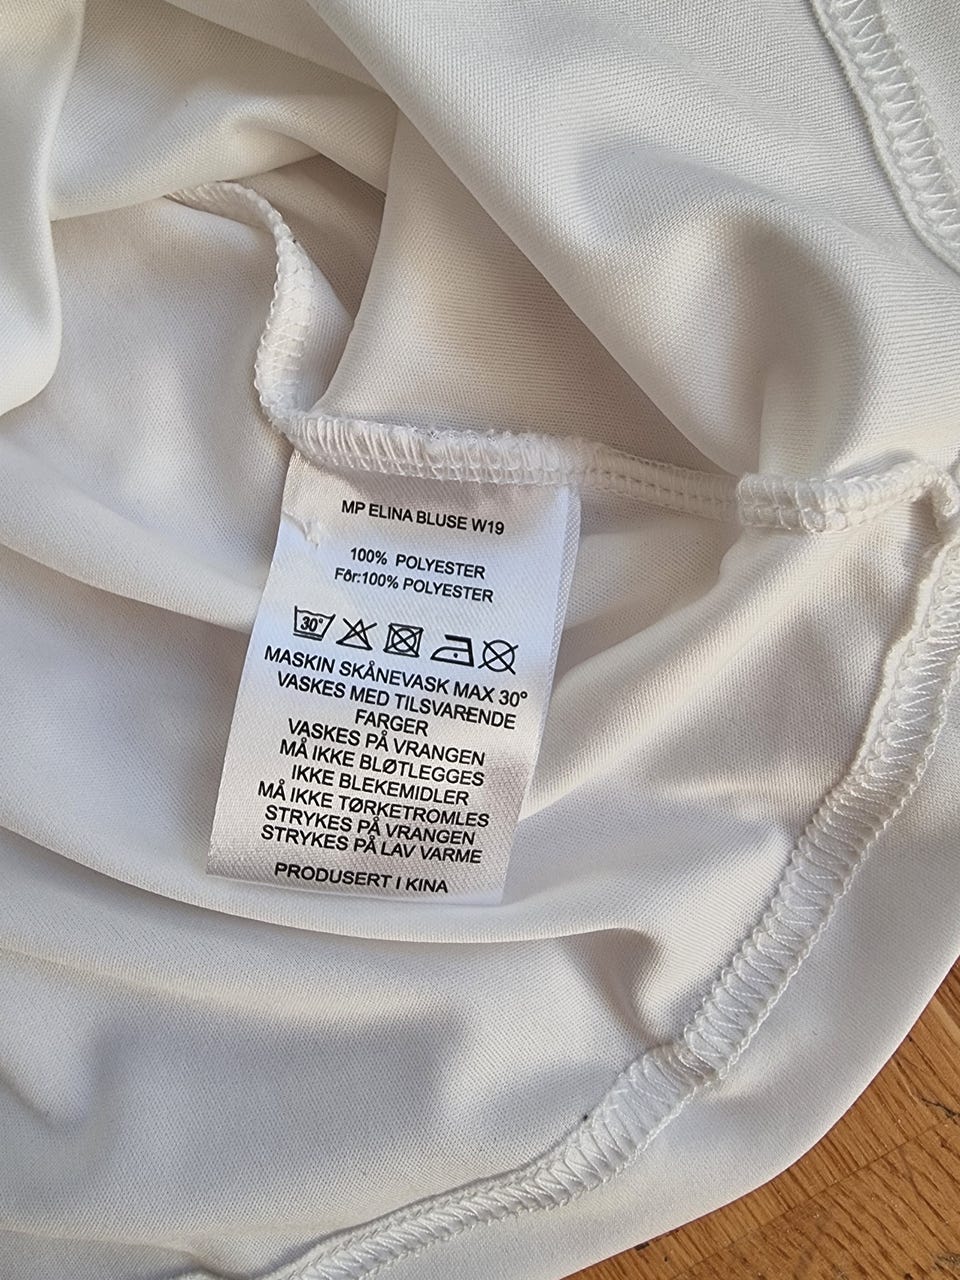 MP ELINA BLUSE W19
100% POLYESTER
Fôr:100% POLYESTER
30°
MASKIN SKÅNEVASK MAX 30°
VASKES MED TILSVARENDE
FARGER
VASKES PÅ VRANGEN
MÅ IKKE BLØTLEGGES
IKKE BLEKEMIDLER
MÅ IKKE TØRKETROMLES
STRYKES PÅ VRANGEN
STRYKES PÅ LAV VARME
PRODUSERT I KINA